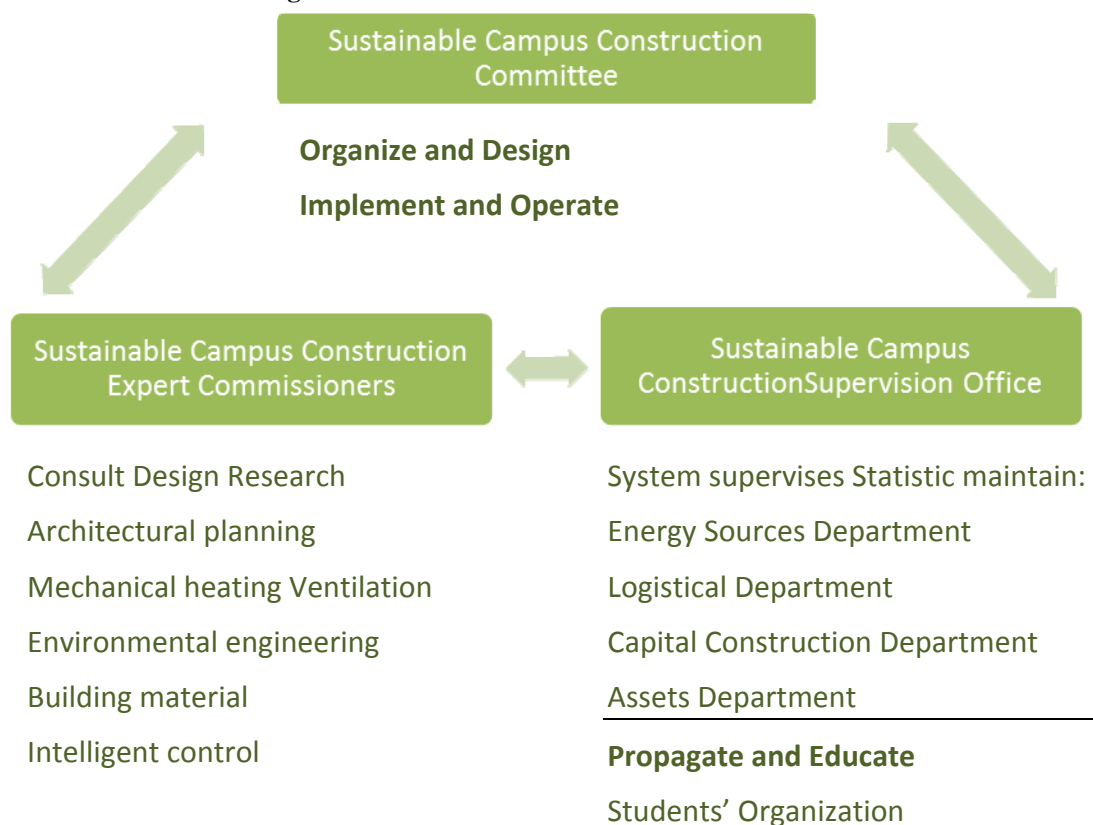 Sustainable Campus Construction
Committee
Organize and Design
Implement and Operate
Sustainable Campus Construction
Expert Commissioners
Sustainable Campus
ConstructionSupervision Office
Consult Design Research
Architectural planning
Mechanical heating Ventilation
Environmental engineering
Building material
Intelligent control
System supervises Statistic maintain:
Energy Sources Department
Logistical Department
Capital Construction Department
Assets Department
Propagate and Educate
Students’ Organization